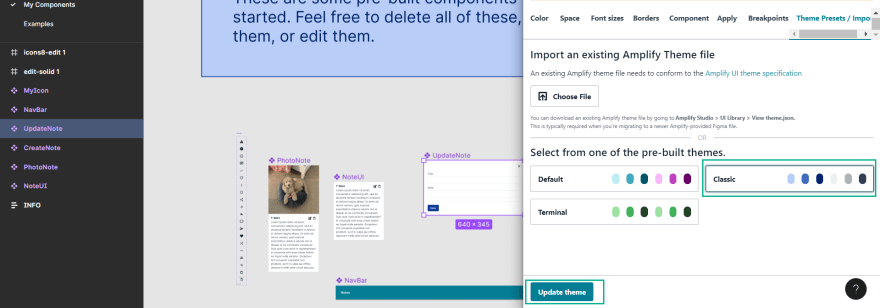 My Components
Examples
icons8-edit 1
edit-solid 1
MyIcon
NavBar
UpdateNote
CreateNote
PhotoNote
NoteUI
INFO
These are some pre-built components
started. Feel free to delete all of these,
them, or edit them.
PhotoNote
NoteUI
UpdateNote
640 × 345
NavBar
Color Space Font sizes Borders Component Apply Breakpoints Theme Presets / Impo
Import an existing Amplify Theme file
An existing Amplify theme file needs to conform to the Amplify UI theme specification
Choose File
You can download an existing Amplify theme file by going to Amplify Studio > UI Library > View theme.json.
This is typically required when you're migrating to a newer Amplify-provided Figma file.
OR
Select from one of the pre-built themes.
Default
Classic
Terminal
Update theme
?